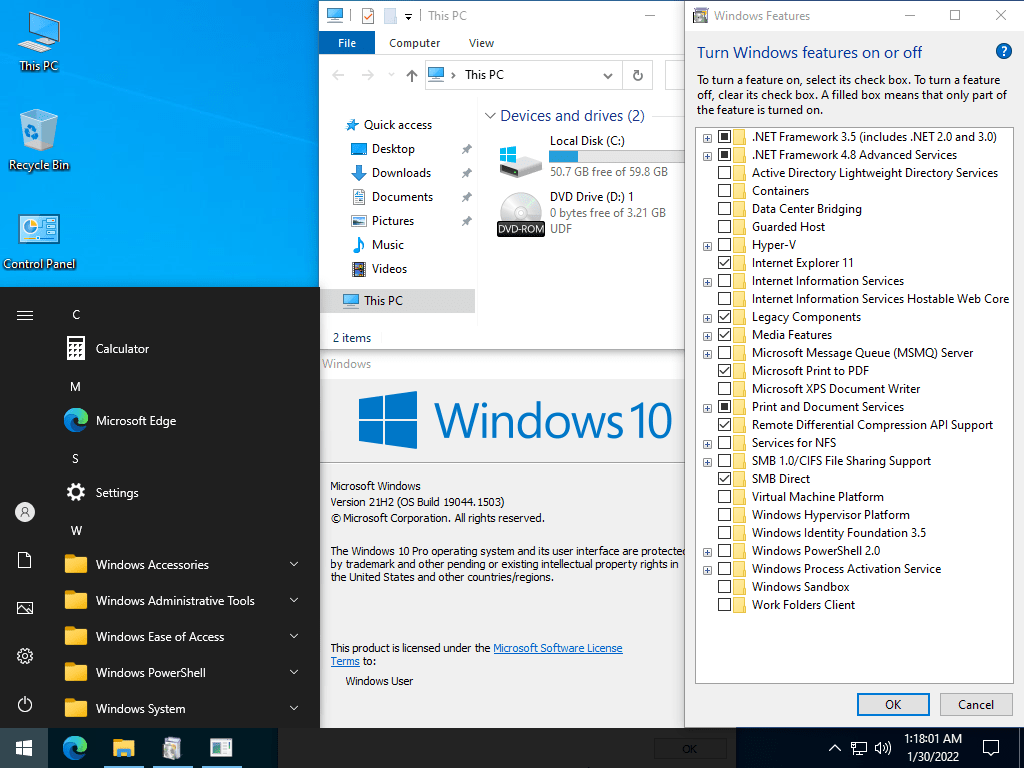 This PC
Recycle Bin
Control Panel
This PC
File
Computer
View
This PC
Quick access
Desktop
Downloads
Documents
Pictures
Music
Videos
This PC
2 items
Devices and drives (2)
Local Disk (C:)
50.7 GB free of 59.8 GB
DVD Drive (D:) 1
0 bytes free of 3.21 GB
UDF
DVD-ROM
Windows
Windows 10
Microsoft Windows
Version 21H2 (OS Build 19044.1503)
© Microsoft Corporation. All rights reserved.
The Windows 10 Pro operating system and its user interface are protected
by trademark and other pending or existing intellectual property rights in
the United States and other countries/regions.
This product is licensed under the Microsoft Software License
Terms to:
Windows User
OK
Windows Features
Turn Windows features on or off
To turn a feature on, select its check box. To turn a feature
off, clear its check box. A filled box means that only part of
the feature is turned on.
.NET Framework 3.5 (includes .NET 2.0 and 3.0)
.NET Framework 4.8 Advanced Services
Active Directory Lightweight Directory Services
Containers
Data Center Bridging
Guarded Host
Hyper-V
Internet Explorer 11
Internet Information Services
Internet Information Services Hostable Web Core
Legacy Components
Media Features
Microsoft Message Queue (MSMQ) Server
Microsoft Print to PDF
Microsoft XPS Document Writer
Print and Document Services
Remote Differential Compression API Support
Services for NFS
SMB 1.0/CIFS File Sharing Support
SMB Direct
Virtual Machine Platform
Windows Hypervisor Platform
Windows Identity Foundation 3.5
Windows PowerShell 2.0
Windows Process Activation Service
Windows Sandbox
Work Folders Client
OK
Cancel
C
Calculator
M
Microsoft Edge
S
Settings
W
Windows Accessories
Windows Administrative Tools
Windows Ease of Access
Windows PowerShell
Windows System
1:18:01 AM
1/30/2022